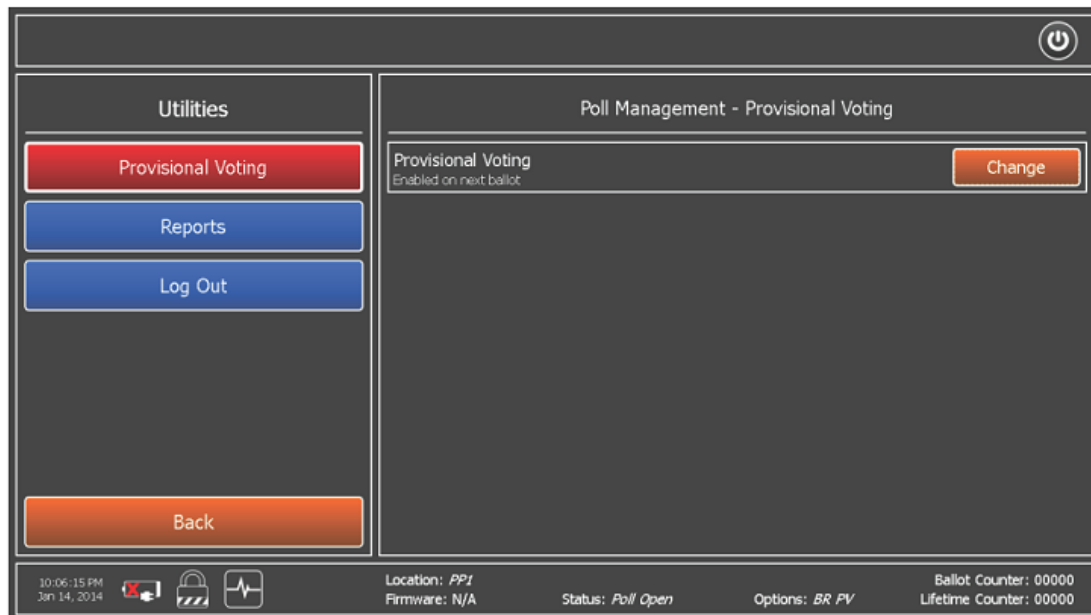 Utilities
Provisional Voting
Reports
Log Out
Back
Poll Management - Provisional Voting
Provisional Voting
Enabled on next ballot
Change
10:06:15 PM
Jan 14, 2014
Location: PP1
Firmware: N/A
Status: Poll Open
Options: BR PV
Ballot Counter: 00000
Lifetime Counter: 00000